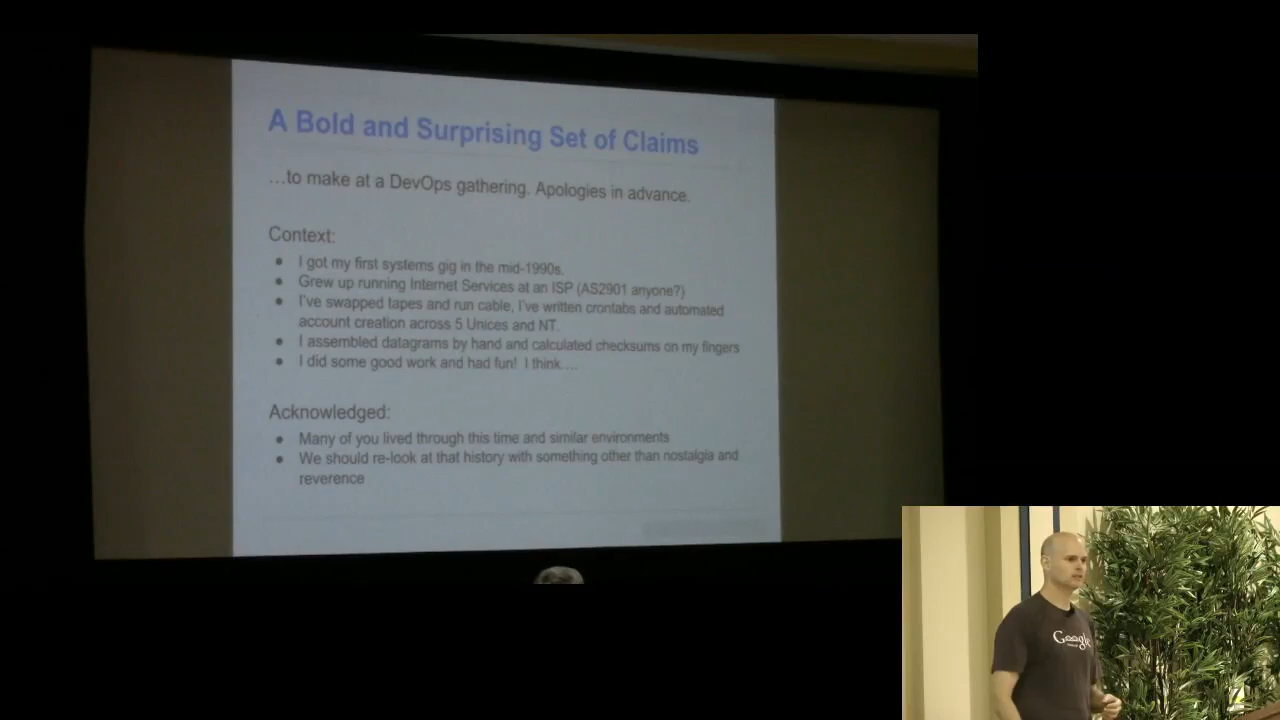 A Bold and Surprising Set of Claims
…to make at a DevOps gathering. Apologies in advance.
Context:
● I got my first systems gig in the mid-1990s.
● Grew up running Internet Services at an ISP (AS2901 anyone?)
● I've swapped tapes and run cable, I've written crontabs and automated
account creation across 5 Unices and NT.
● I assembled datagrams by hand and calculated checksums on my fingers
● I did some good work and had fun! I think….
Acknowledged:
● Many of you lived through this time and similar environments
● We should re-look at that history with something other than nostalgia and
reverence
Google